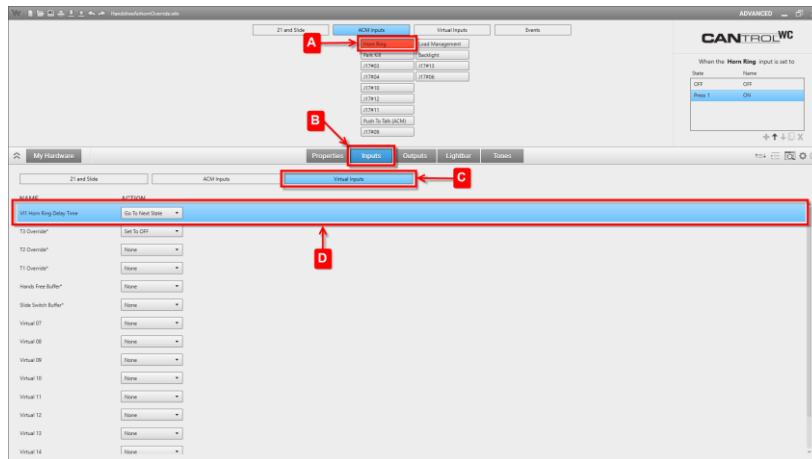 HandsfreeAirhornOverride.win ADVANCED
21 and Slide ACM Inputs Virtual Inputs Events
A Horn Ring Load Management
Park Kill Backlight
J17#03 J17#13
J17#04 J17#06
J17#10
J17#12
J17#11
Push To Talk (ACM)
J17#08
CANTROLWC
When the Horn Ring input is set to
State Name
OFF OFF
Press 1 ON
B
My Hardware Properties Inputs Outputs Lightbar Tones
21 and Slide ACM Inputs Virtual Inputs C
NAME ACTION
VI1 Horn Ring Delay Time Go To Next State
T3 Override* Set To OFF
D
T2 Override* None
T1 Override* None
Hands Free Buffer* None
Slide Switch Buffer* None
Virtual 07 None
Virtual 08 None
Virtual 09 None
Virtual 10 None
Virtual 11 None
Virtual 12 None
Virtual 13 None
Virtual 14 None